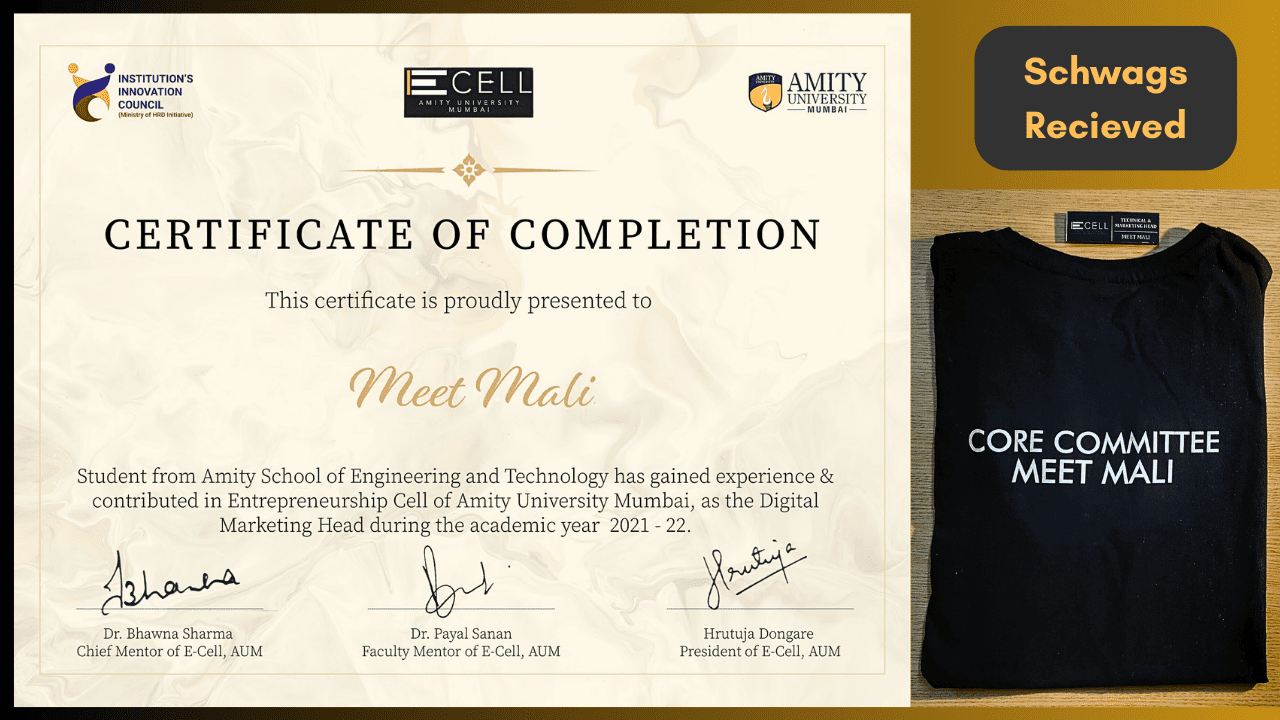 INSTITUTION'S
INNOVATION
COUNCIL
(Ministry of HRD Initiative)
E CELL
AMITY UNIVERSITY
MUMBAI
AMITY
UNIVERSITY
MUMBAI
CERTIFICATE OF COMPLETION
This certificate is proudly presented to
Meet Mali
Student from Amity School of Engineering and Technology has gained experience &
contributed in Entrepreneurship Cell of Amity University Mumbai, as the Digital
Marketing Head during the academic year 2021 - 22.
Bhawna
Hrutuja
Dr. Bhawna Sharma
Chief Mentor of E-Cell, AUM
Dr. Payal Sanan
Faculty Mentor of E-Cell, AUM
Hrutuja Dongare
President of E-Cell, AUM
Schwags
Recieved
E CELL
TECHNICAL &
MARKETING HEAD
MEET MALI
CORE COMMITTEE
MEET MALI